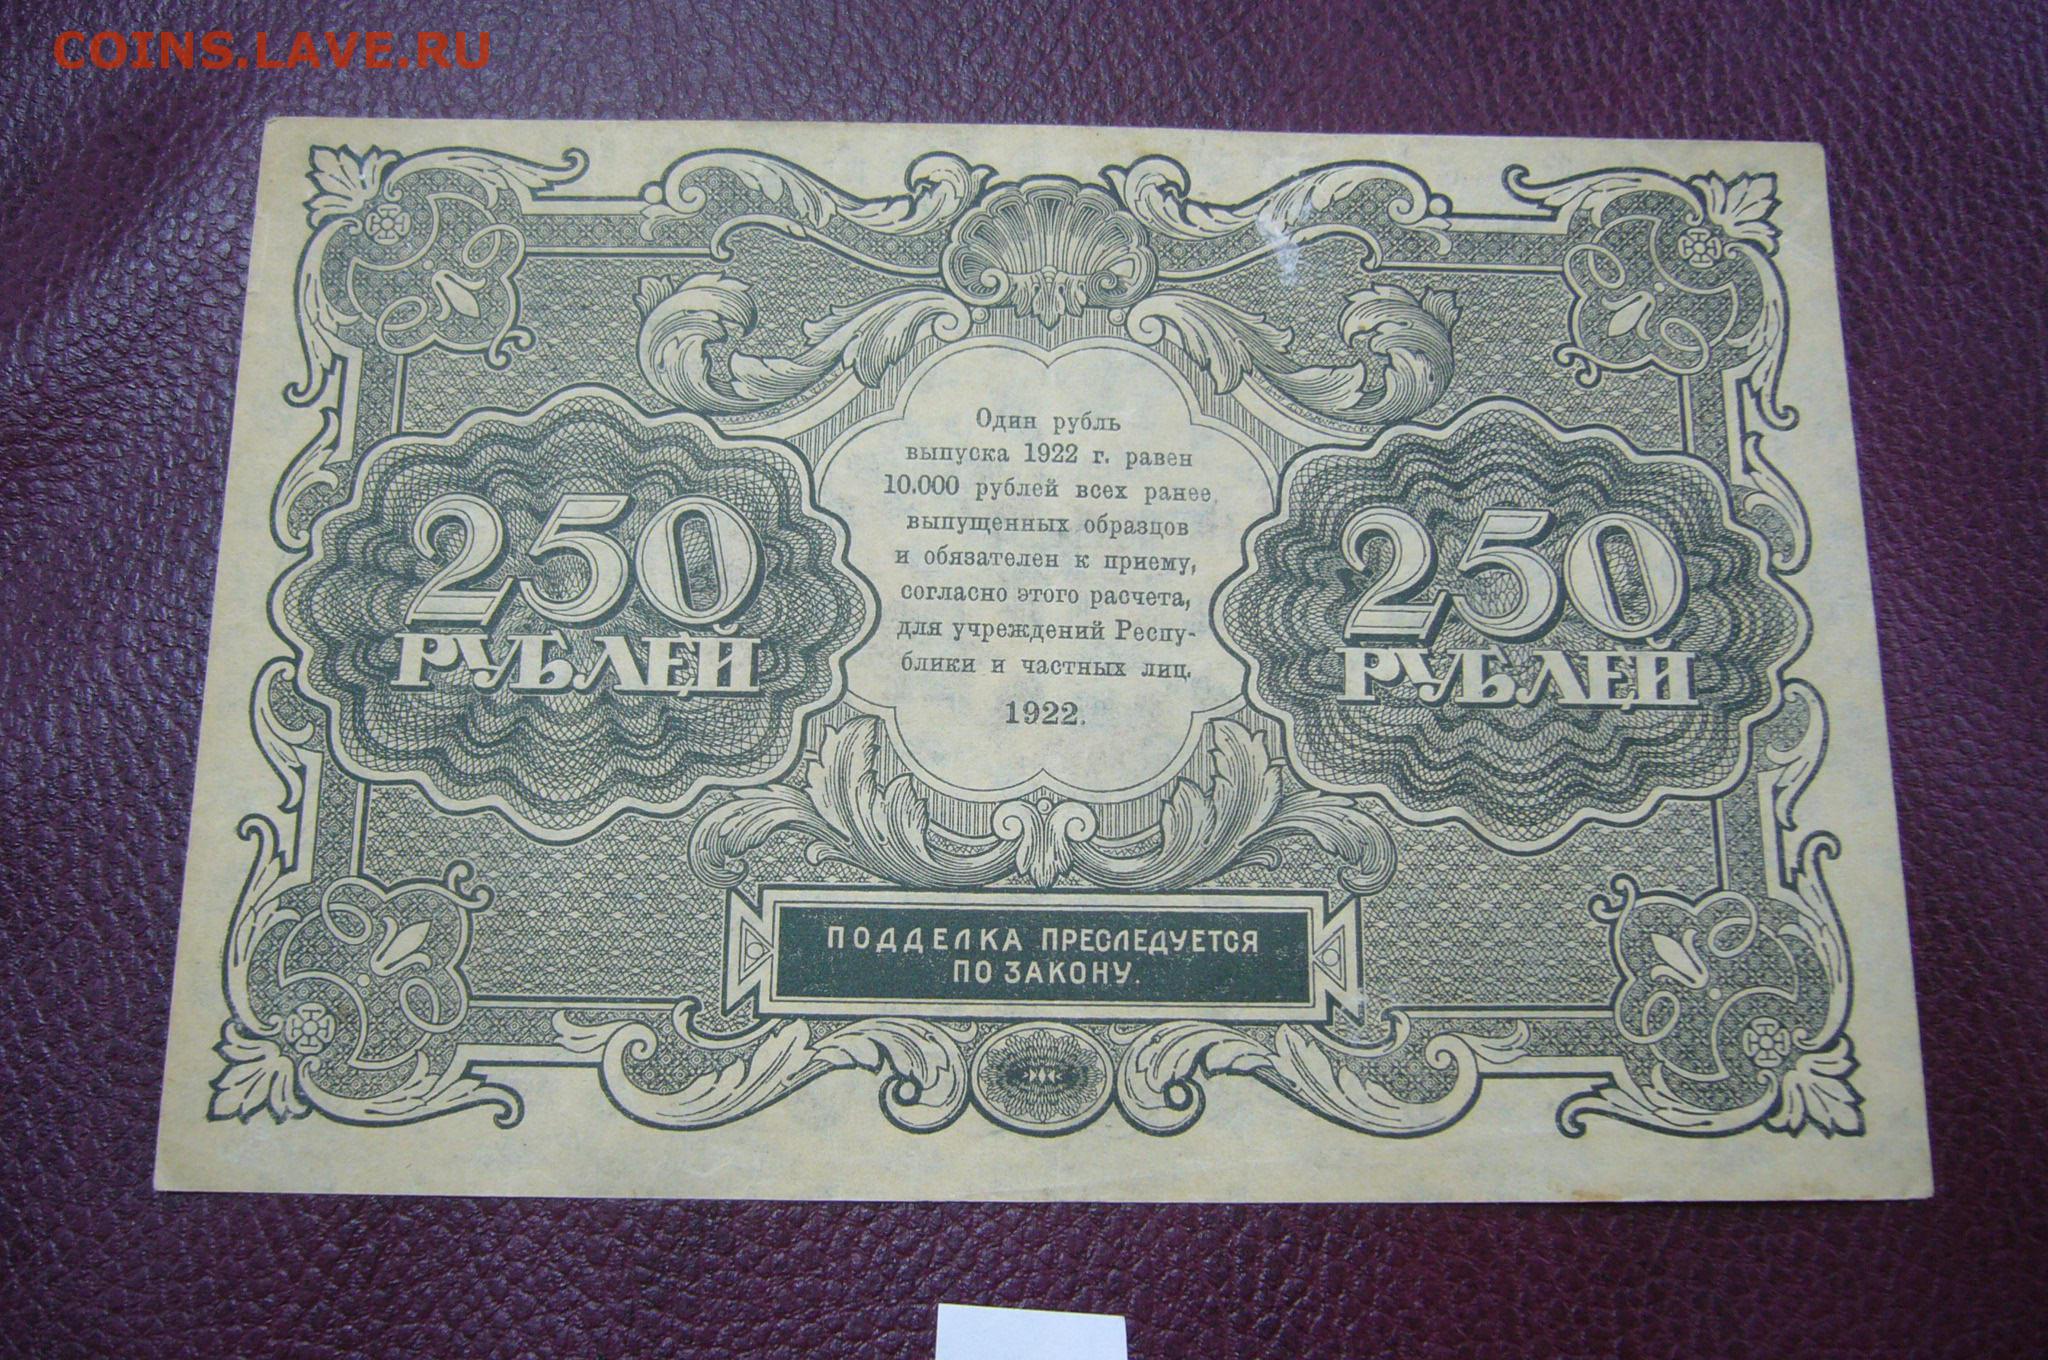 COINS.LAVE.RU
Один рубль
выпуска 1922 г. равен
10.000 рублей всех ранее
выпущенных образцов
и обязателен к приему,
согласно этого расчета,
для учреждений Респу-
блики и частных лиц.
1922.
250
РУБЛЕЙ
250
РУБЛЕЙ
ПОДДЕЛКА ПРЕСЛЕДУЕТСЯ
ПО ЗАКОНУ.